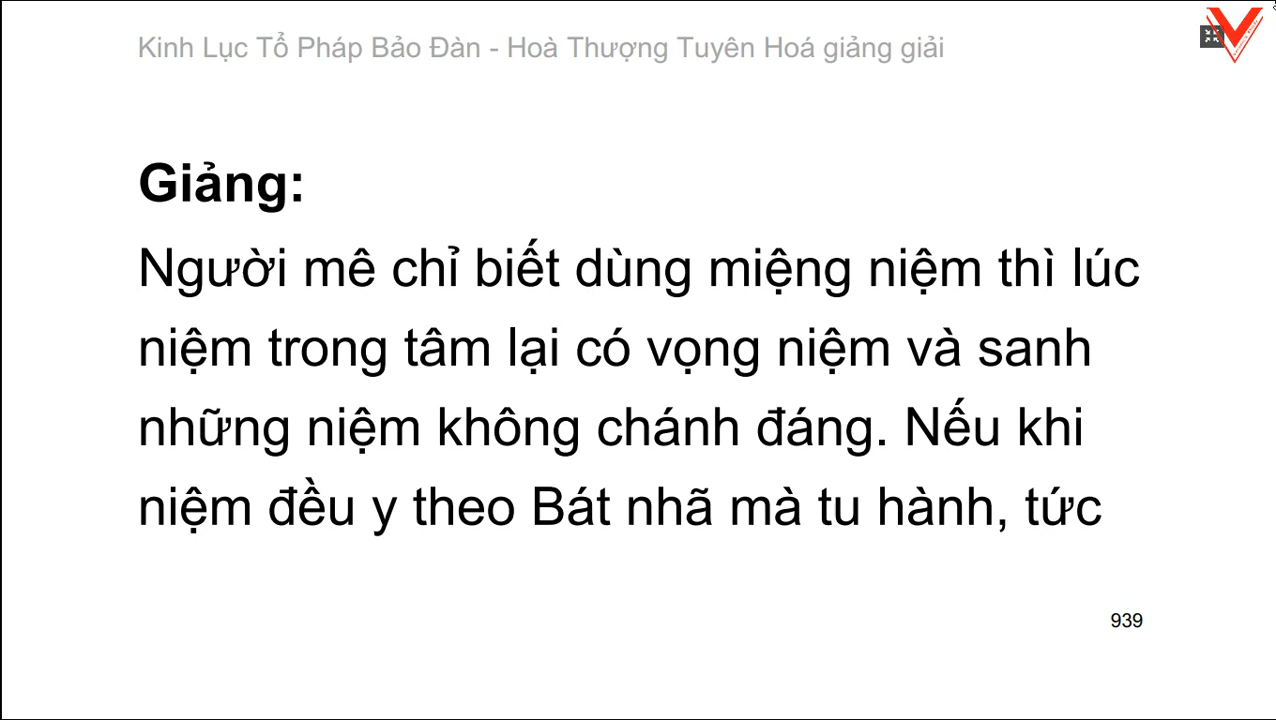 Kinh Lục Tổ Pháp Bảo Đàn - Hoà Thượng Tuyên Hoá giảng giải
Giảng:
Người mê chỉ biết dùng miệng niệm thì lúc
niệm trong tâm lại có vọng niệm và sanh
những niệm không chánh đáng. Nếu khi
niệm đều y theo Bát nhã mà tu hành, tức
939